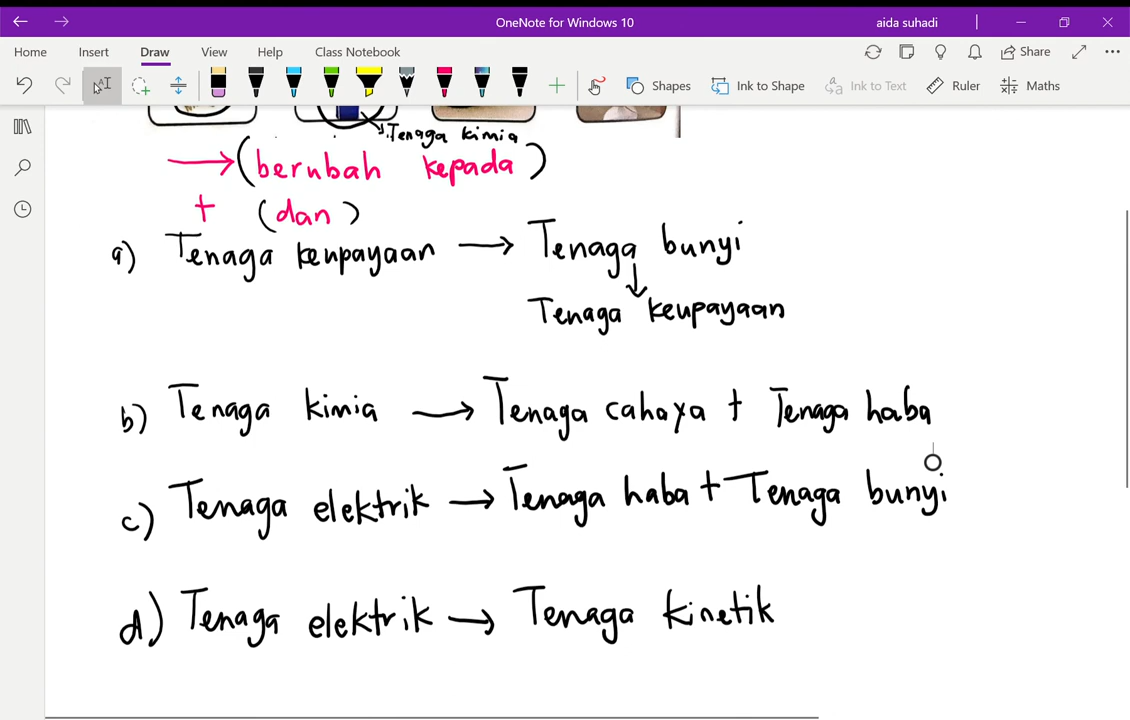 OneNote for Windows 10
aida suhadi
Home Insert Draw View Help Class Notebook Share
Shapes Ink to Shape Ink to Text Ruler Maths
Tenaga kimia
→ (berubah kepada)
+ (dan)
a) Tenaga keupayaan → Tenaga bunyi
↓
Tenaga keupayaan
b) Tenaga kimia → Tenaga cahaya + Tenaga haba
c) Tenaga elektrik → Tenaga haba + Tenaga bunyi
d) Tenaga elektrik → Tenaga kinetik